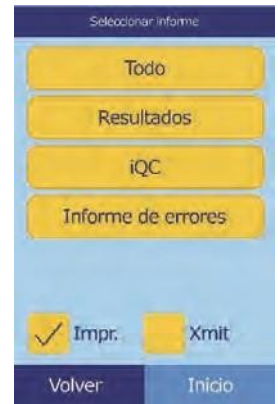 Seleccionar informe
Todo
Resultados
iQC
Informe de errores
Impr. Xmit
Volver Inicio